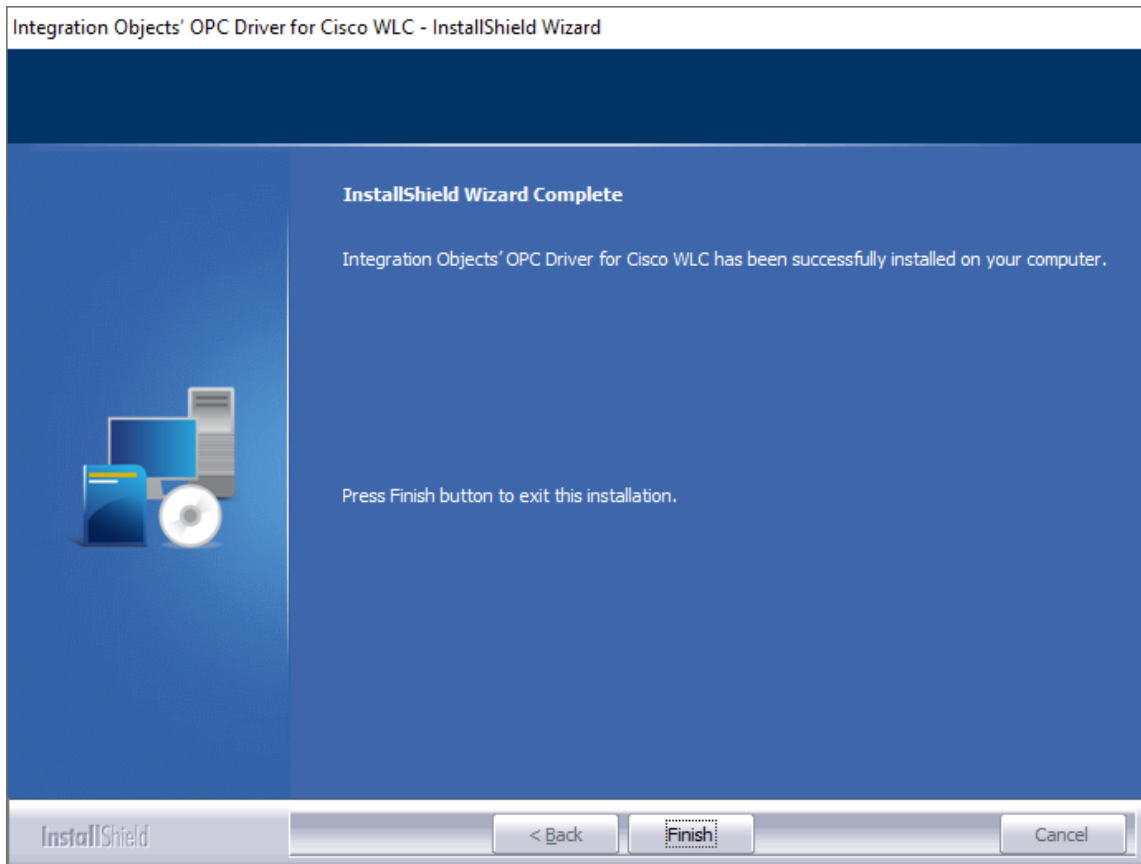 Integration Objects' OPC Driver for Cisco WLC - InstallShield Wizard
InstallShield Wizard Complete
Integration Objects' OPC Driver for Cisco WLC has been successfully installed on your computer.
Press Finish button to exit this installation.
InstallShield
< Back
Finish
Cancel